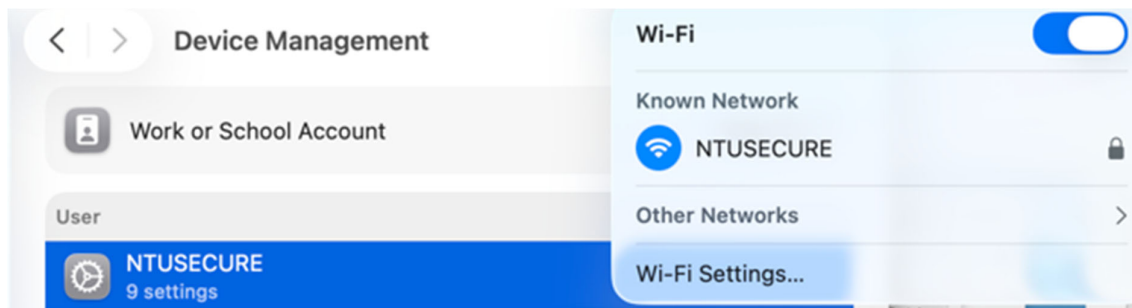 Device Management
Work or School Account
User
NTUSECURE
9 settings
Wi-Fi
Known Network
NTUSECURE
Other Networks
Wi-Fi Settings...